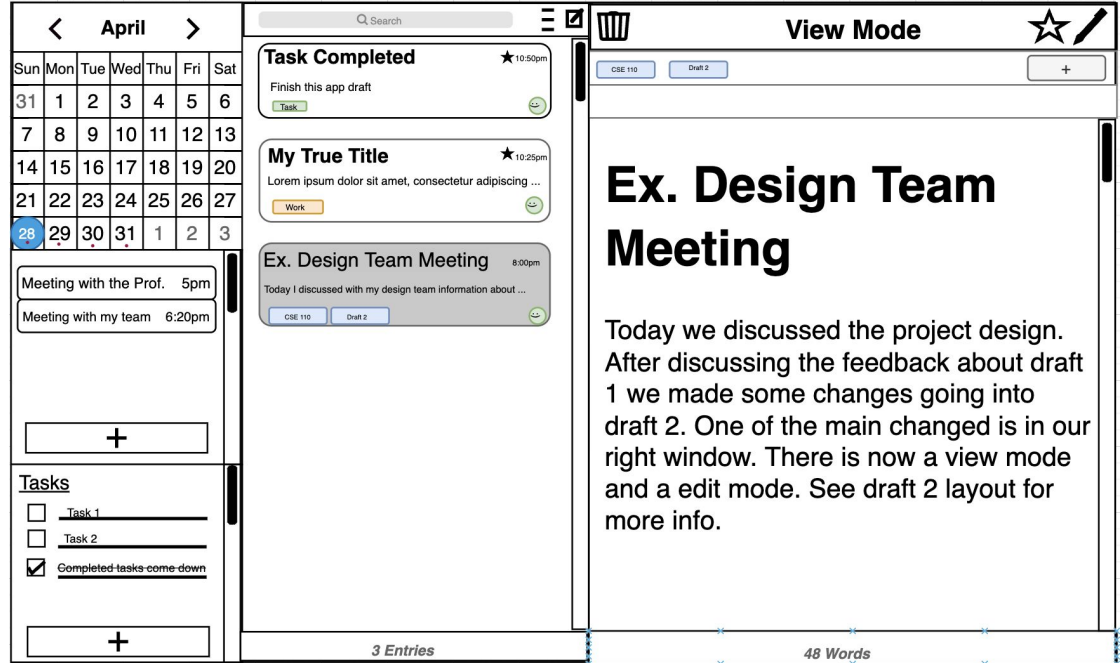 April
Sun Mon Tue Wed Thu Fri Sat
31 1 2 3 4 5 6
7 8 9 10 11 12 13
14 15 16 17 18 19 20
21 22 23 24 25 26 27
28 29 30 31 1 2 3
Meeting with the Prof. 5pm
Meeting with my team 6:20pm
+
Tasks
Task 1
Task 2
Completed tasks come down
+
Search
Task Completed ★10:50pm
Finish this app draft
Task
My True Title ★10:25pm
Lorem ipsum dolor sit amet, consectetur adipiscing ...
Work
Ex. Design Team Meeting 8:00pm
Today I discussed with my design team information about ...
CSE 110 Draft 2
3 Entries
View Mode
CSE 110 Draft 2 +
Ex. Design Team
Meeting
Today we discussed the project design.
After discussing the feedback about draft
1 we made some changes going into
draft 2. One of the main changed is in our
right window. There is now a view mode
and a edit mode. See draft 2 layout for
more info.
48 Words